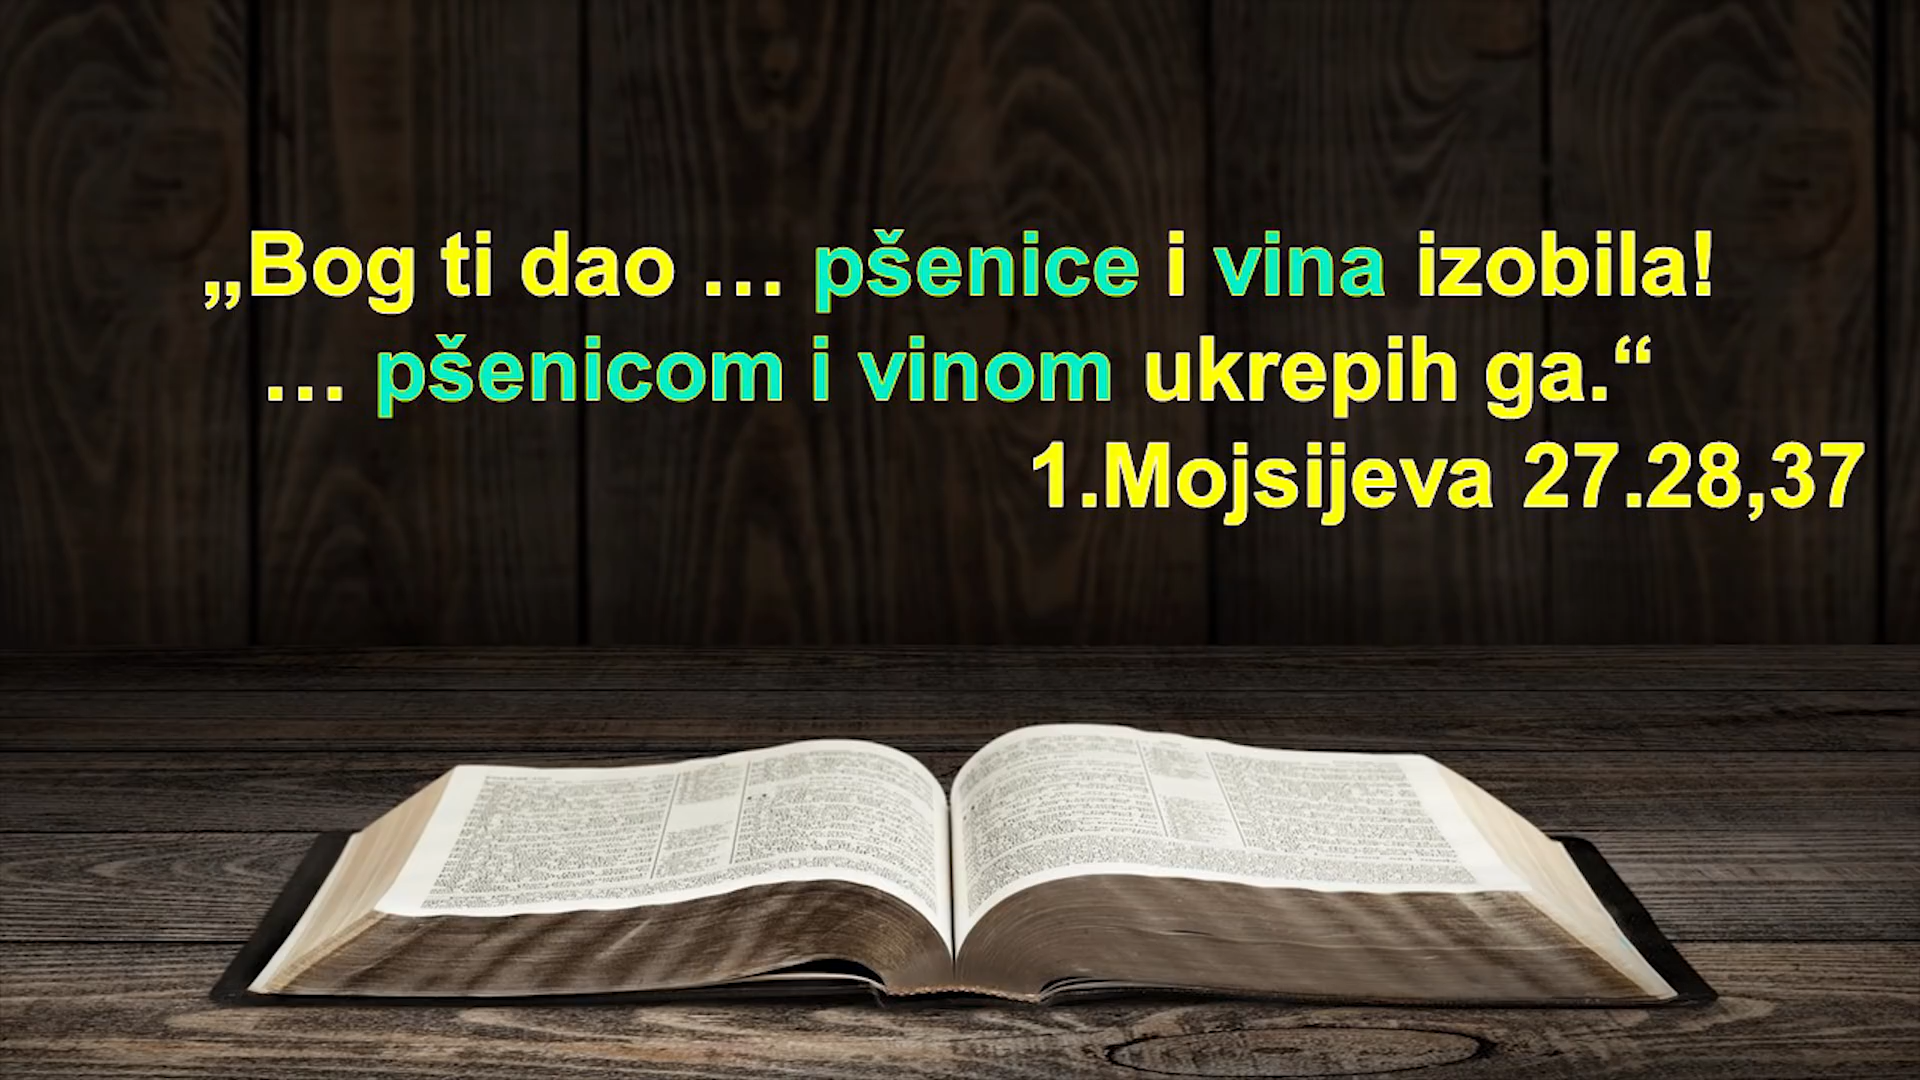 „Bog ti dao … pšenice i vina izobila!
… pšenicom i vinom ukrepih ga.“
1.Mojsijeva 27.28,37